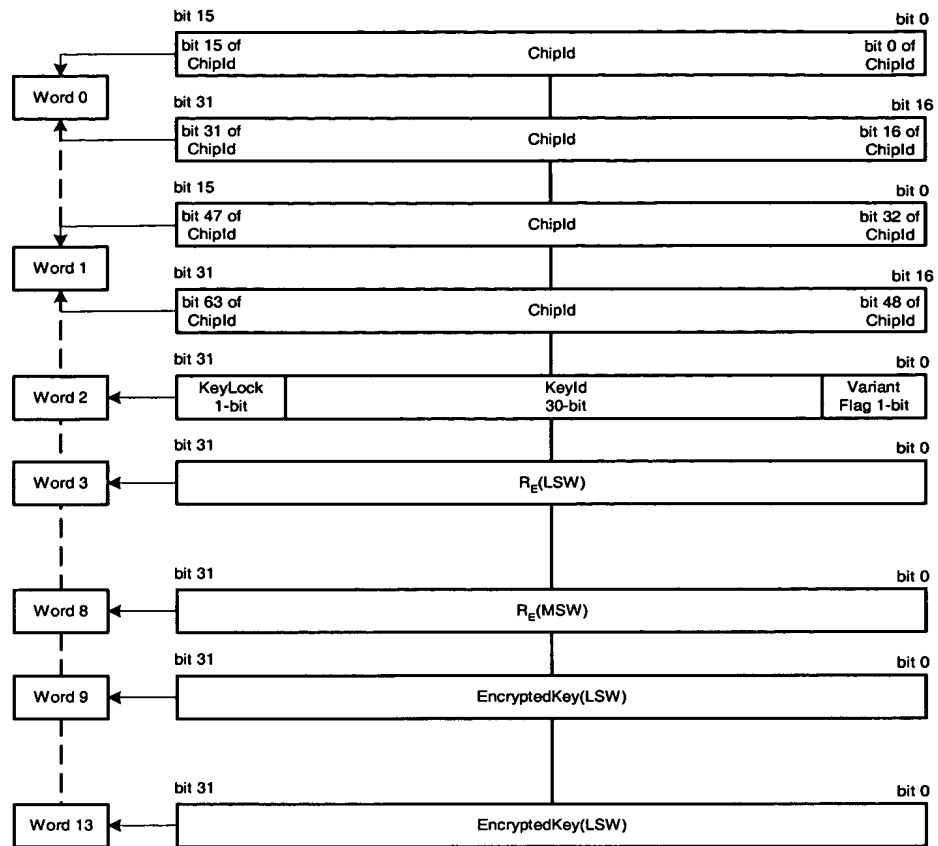 bit 15 bit 0
bit 15 of ChipId ChipId bit 0 of ChipId
Word 0
bit 31 bit 16
bit 31 of ChipId ChipId bit 16 of ChipId
bit 15 bit 0
bit 47 of ChipId ChipId bit 32 of ChipId
Word 1
bit 31 bit 16
bit 63 of ChipId ChipId bit 48 of ChipId
bit 31 bit 0
Word 2 KeyLock 1-bit KeyId 30-bit Variant Flag 1-bit
bit 31 bit 0
Word 3 R_E(LSW)
bit 31 bit 0
Word 8 R_E(MSW)
bit 31 bit 0
Word 9 EncryptedKey(LSW)
bit 31 bit 0
Word 13 EncryptedKey(LSW)